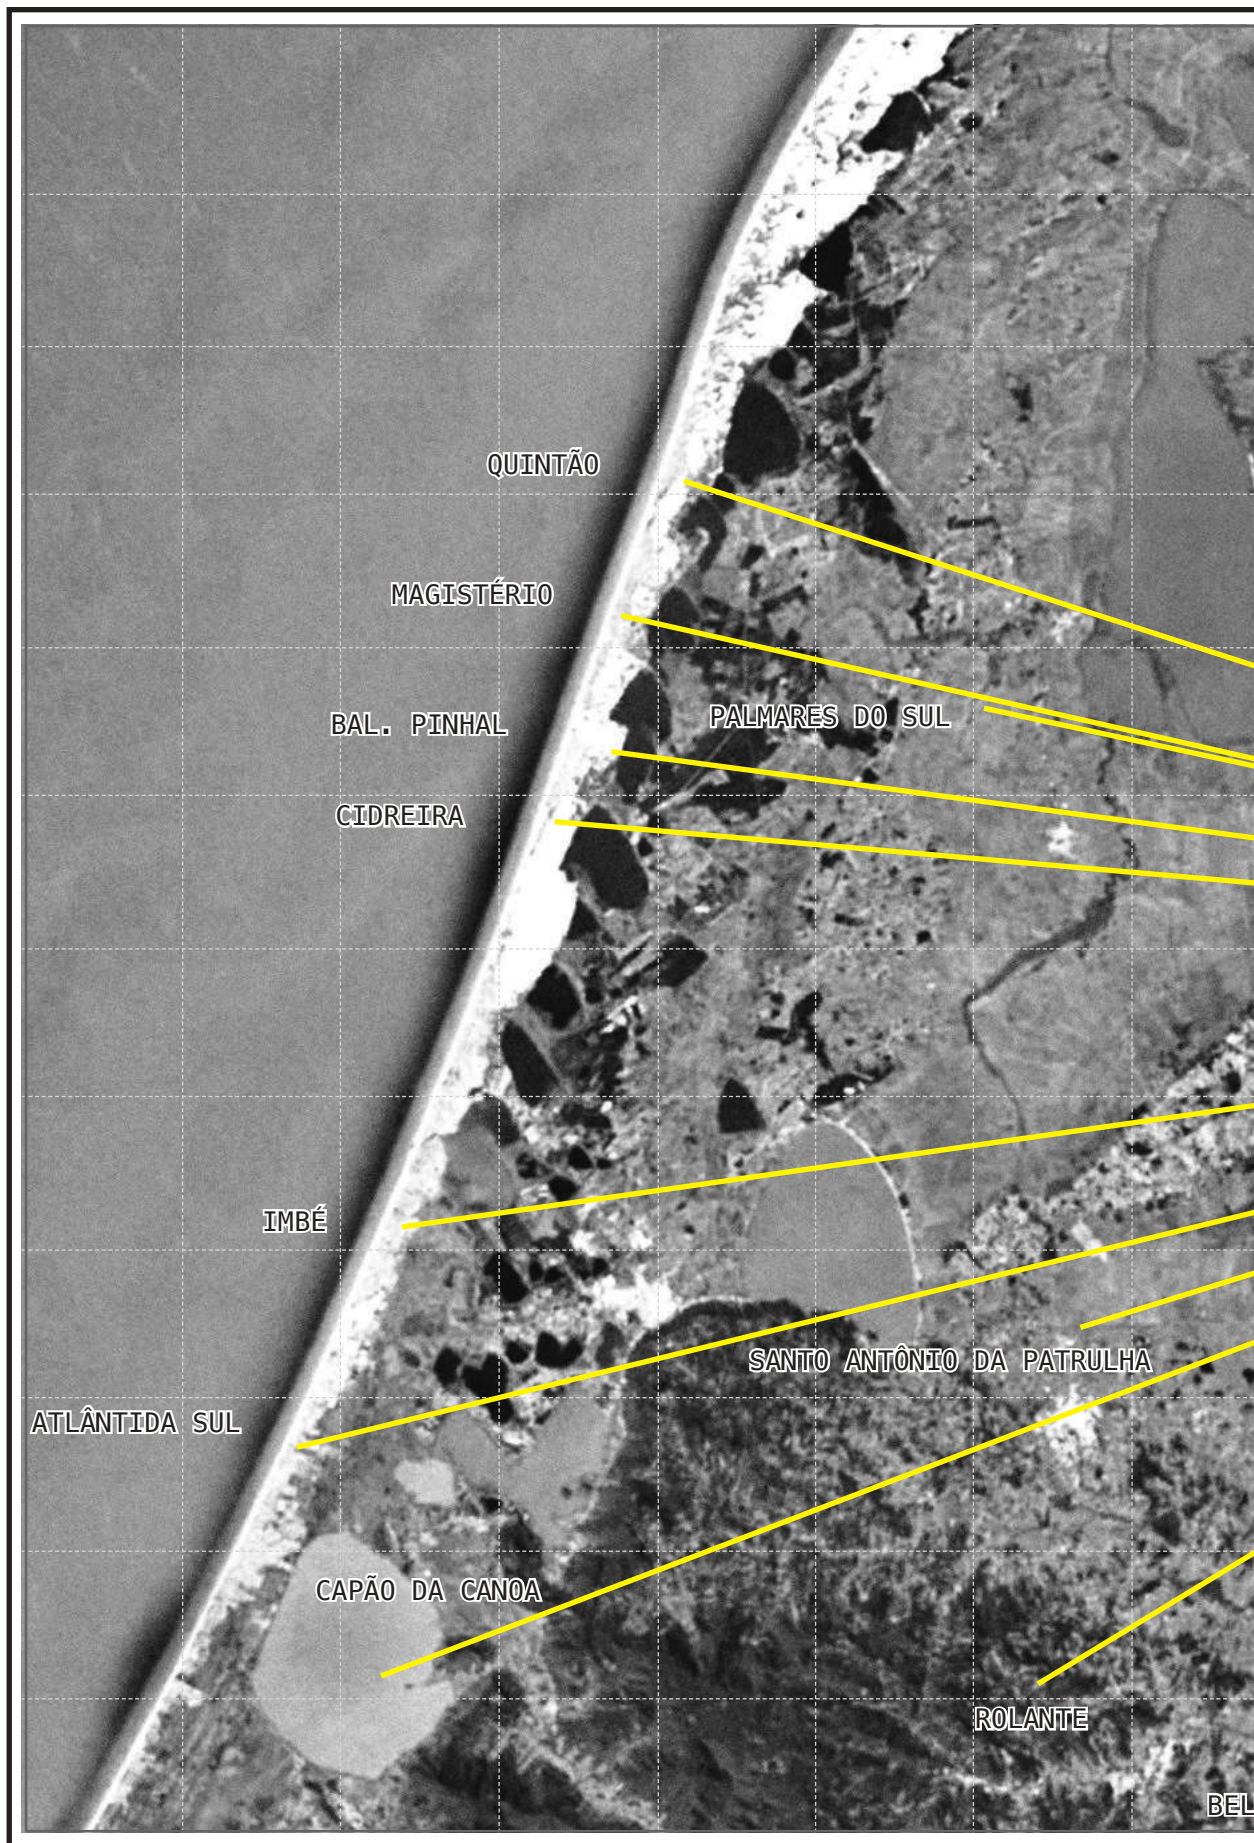 QUINTÃO
MAGISTÉRIO
PALMARES DO SUL
BAL. PINHAL
CIDREIRA
IMBÉ
SANTO ANTÔNIO DA PATRULHA
ATLÂNTIDA SUL
CAPÃO DA CANOA
ROLANTE
BEL